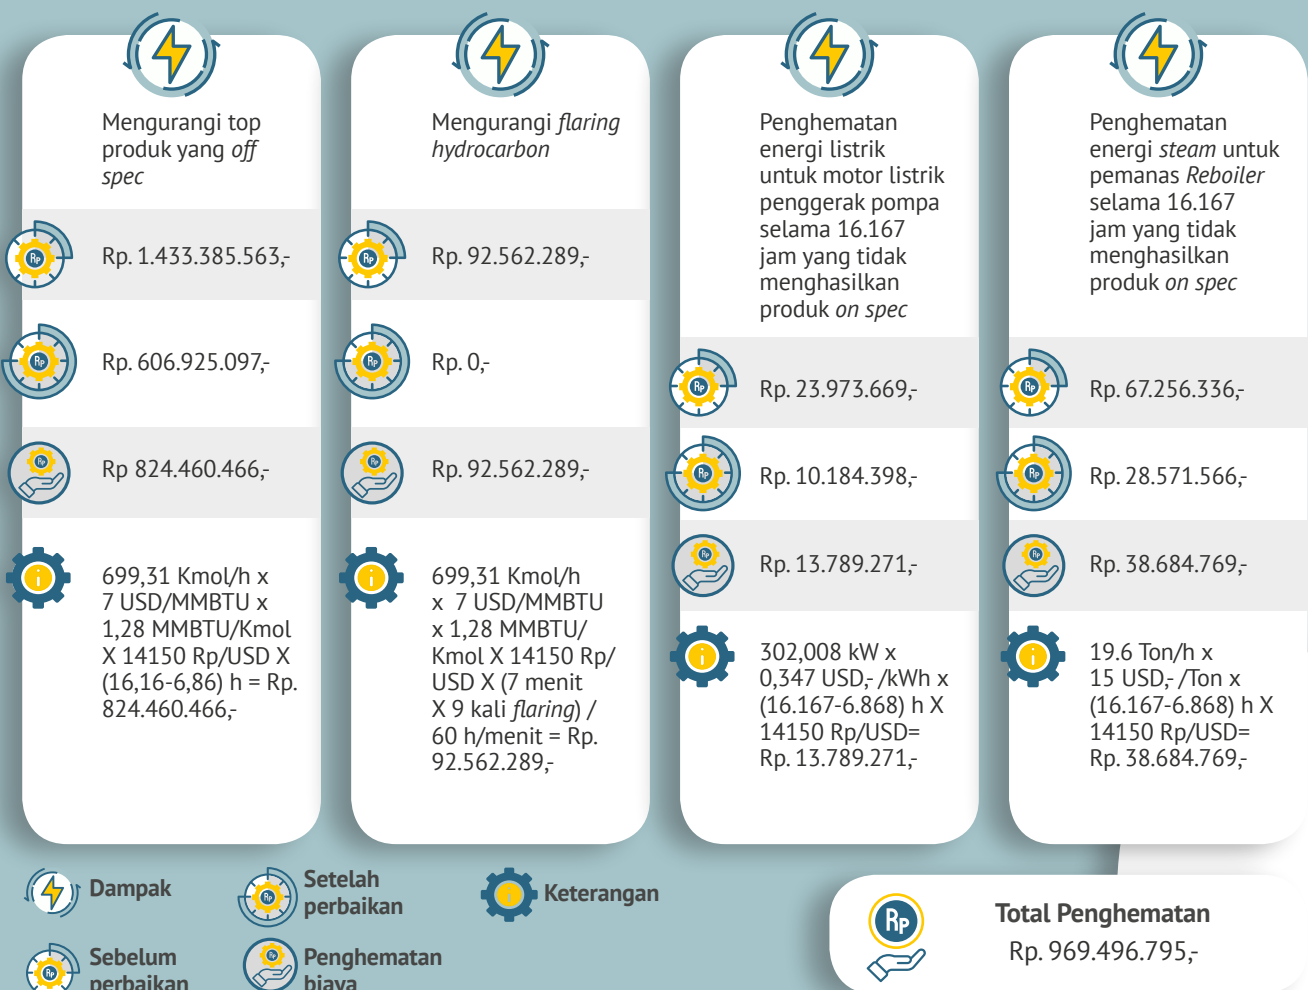 Mengurangi top
produk yang off
spec
Rp. 1.433.385.563,-
Rp. 606.925.097,-
Rp 824.460.466,-
699,31 Kmol/h x
7 USD/MMBTU x
1,28 MMBTU/Kmol
X 14150 Rp/USD X
(16,16-6,86) h = Rp.
824.460.466,-
Mengurangi flaring
hydrocarbon
Rp. 92.562.289,-
Rp. 0,-
Rp. 92.562.289,-
699,31 Kmol/h
x 7 USD/MMBTU
x 1,28 MMBTU/
Kmol X 14150 Rp/
USD X (7 menit
X 9 kali flaring) /
60 h/menit = Rp.
92.562.289,-
Penghematan
energi listrik
untuk motor listrik
penggerak pompa
selama 16.167
jam yang tidak
menghasilkan
produk on spec
Rp. 23.973.669,-
Rp. 10.184.398,-
Rp. 13.789.271,-
302,008 kW x
0,347 USD,- /kWh x
(16.167-6.868) h X
14150 Rp/USD=
Rp. 13.789.271,-
Penghematan
energi steam untuk
pemanas Reboiler
selama 16.167
jam yang tidak
menghasilkan
produk on spec
Rp. 67.256.336,-
Rp. 28.571.566,-
Rp. 38.684.769,-
19.6 Ton/h x
15 USD,- /Ton x
(16.167-6.868) h X
14150 Rp/USD=
Rp. 38.684.769,-
Dampak
Setelah
perbaikan
Keterangan
Sebelum
perbaikan
Penghematan
biaya
Rp
Total Penghematan
Rp. 969.496.795,-